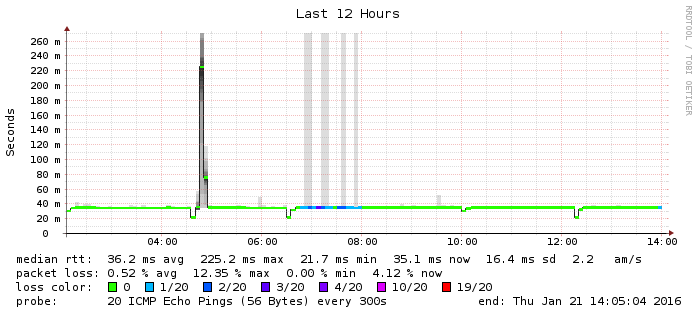 Last 12 Hours
RRDTOOL / TOBI OETIKER
Seconds
260 m
240 m
220 m
200 m
180 m
160 m
140 m
120 m
100 m
80 m
60 m
40 m
20 m
0
04:00 06:00 08:00 10:00 12:00 14:00
median rtt: 36.2 ms avg 225.2 ms max 21.7 ms min 35.1 ms now 16.4 ms sd 2.2 am/s
packet loss: 0.52 % avg 12.35 % max 0.00 % min 4.12 % now
loss color: 0 1/20 2/20 3/20 4/20 10/20 19/20
probe: 20 ICMP Echo Pings (56 Bytes) every 300s end: Thu Jan 21 14:05:04 2016